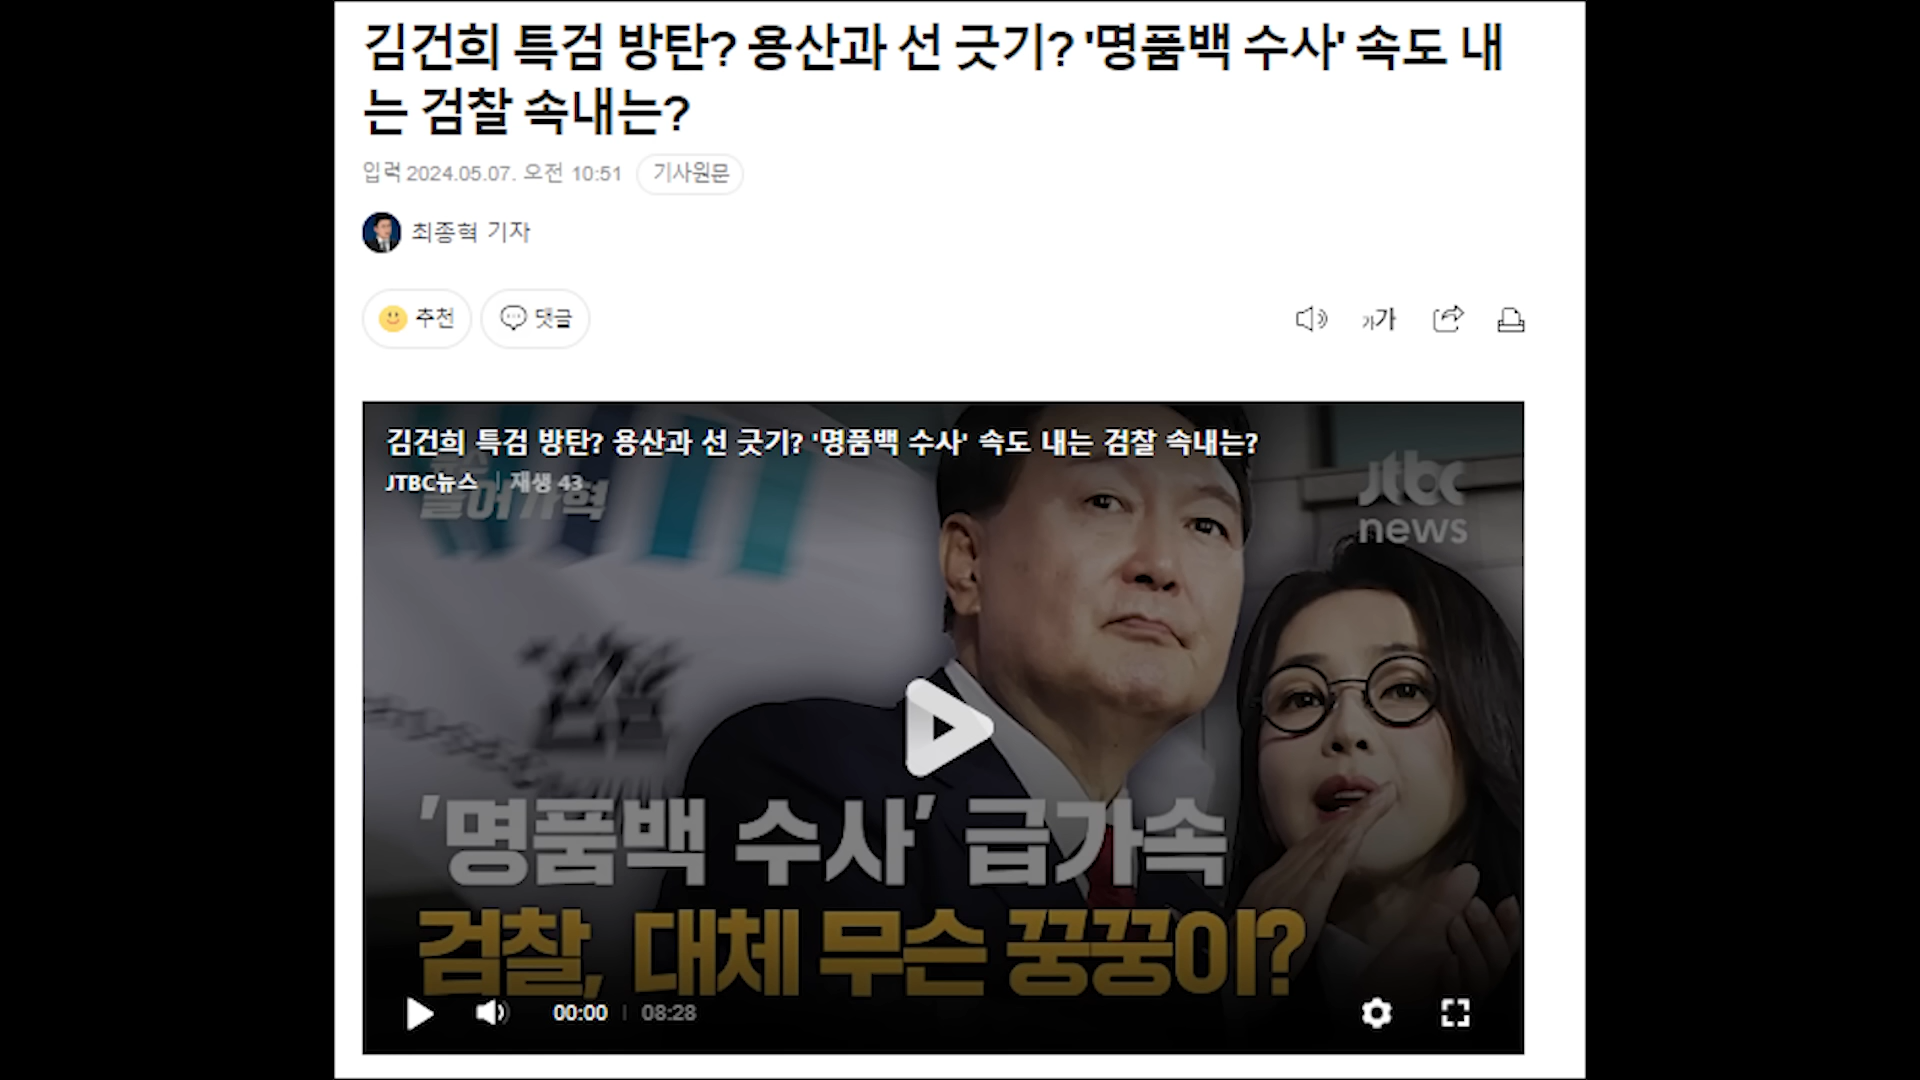 김건희 특검 방탄? 용산과 선 긋기? '명품백 수사' 속도 내
는 검찰 속내는?
입력 2024.05.07. 오전 10:51 기사원문
최종혁 기자
추천 댓글 가가
김건희 특검 방탄? 용산과 선 긋기? '명품백 수사' 속도 내는 검찰 속내는?
JTBC뉴스 재생 43
들어가혁
jtbc
news
'명품백 수사' 급가속
검찰, 대체 무슨 꿍꿍이?
00:00 08:28